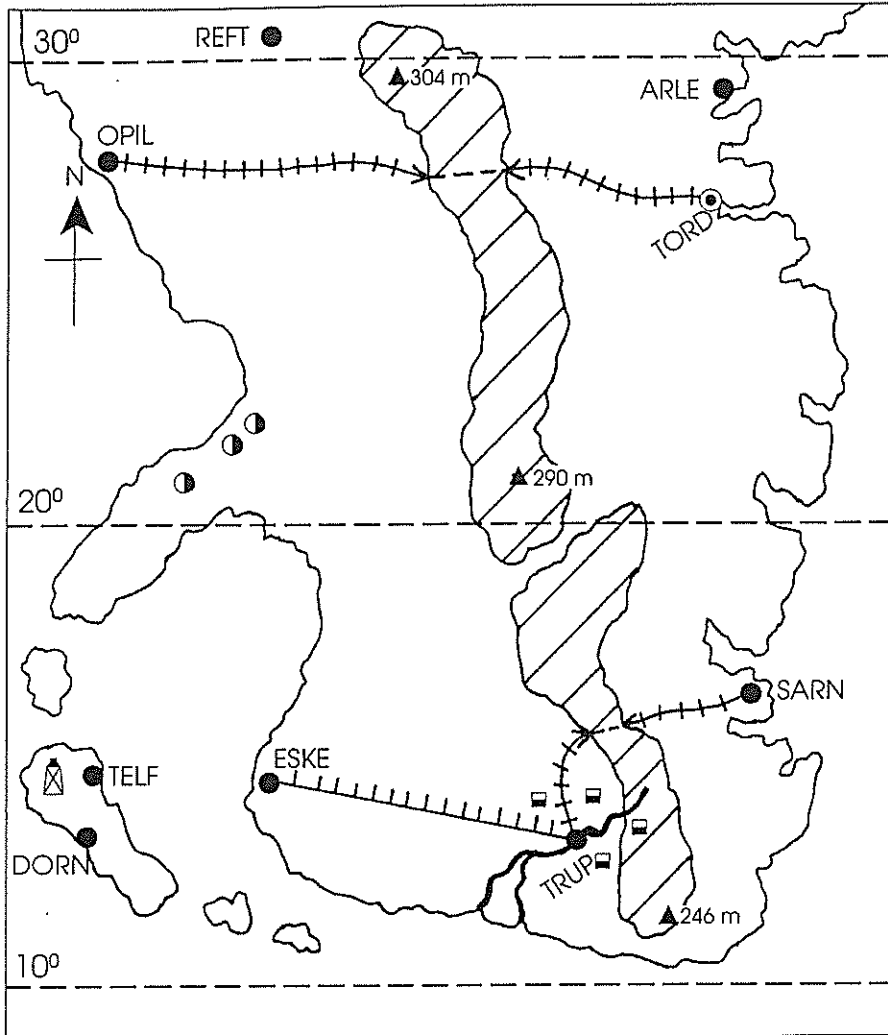 REFT
30⁰
304 m
ARLE
OPIL
N
TORD
290 m
20⁰
SARN
ESKE
TELF
DORN
TRUP
246 m
10⁰